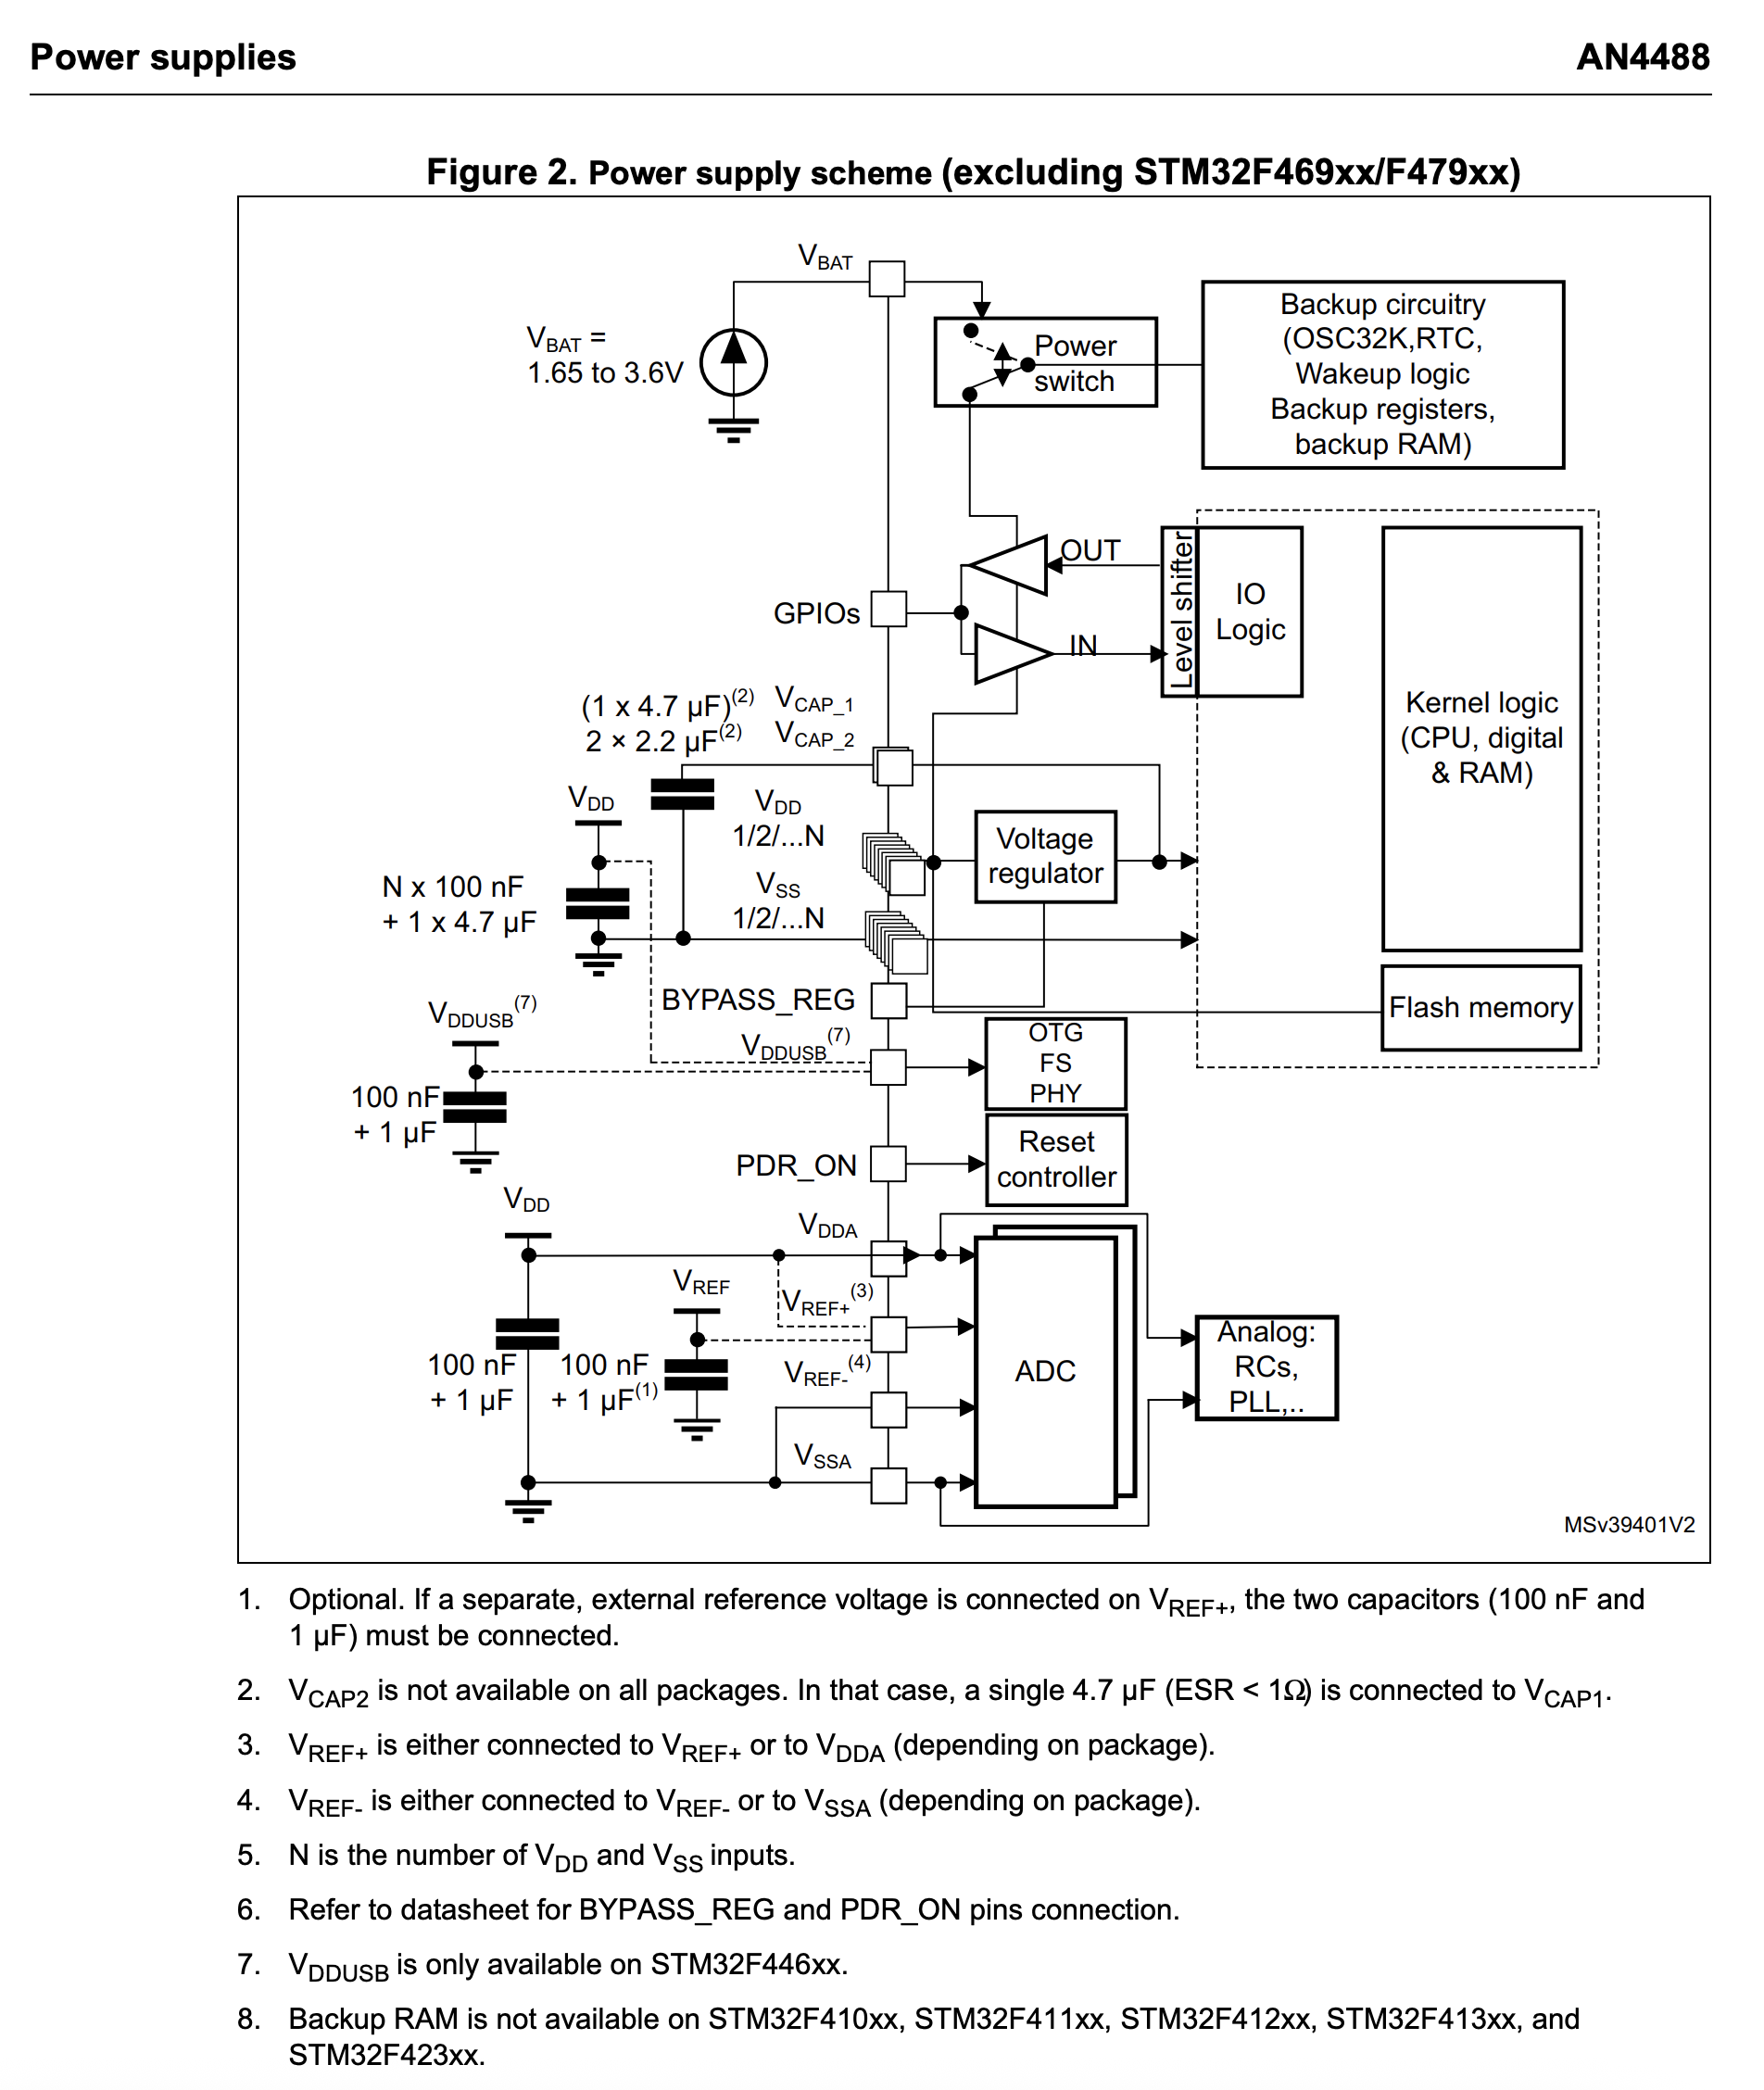 Power supplies
AN4488
Figure 2. Power supply scheme (excluding STM32F469xx/F479xx)
VBAT
VBAT =
1.65 to 3.6V
Power
switch
Backup circuitry
(OSC32K,RTC,
Wakeup logic
Backup registers,
backup RAM)
OUT
GPIOs
IN
Level shifter
IO
Logic
Kernel logic
(CPU, digital
& RAM)
(1 x 4.7 µF)(2)
2 × 2.2 µF(2)
VCAP_1
VCAP_2
VDD
VDD
1/2/...N
Voltage
regulator
N x 100 nF
+ 1 x 4.7 µF
VSS
1/2/...N
BYPASS_REG
Flash memory
VDDUSB(7)
VDDUSB(7)
OTG
FS
PHY
100 nF
+ 1 µF
PDR_ON
Reset
controller
VDD
VDDA
VREF
VREF+(3)
100 nF
+ 1 µF
100 nF
+ 1 µF(1)
VREF-(4)
ADC
Analog:
RCs,
PLL,..
VSSA
MSv39401V2
1. Optional. If a separate, external reference voltage is connected on VREF+, the two capacitors (100 nF and
1 µF) must be connected.
2. VCAP2 is not available on all packages. In that case, a single 4.7 µF (ESR < 1Ω) is connected to VCAP1.
3. VREF+ is either connected to VREF+ or to VDDA (depending on package).
4. VREF- is either connected to VREF- or to VSSA (depending on package).
5. N is the number of VDD and VSS inputs.
6. Refer to datasheet for BYPASS_REG and PDR_ON pins connection.
7. VDDUSB is only available on STM32F446xx.
8. Backup RAM is not available on STM32F410xx, STM32F411xx, STM32F412xx, STM32F413xx, and
STM32F423xx.